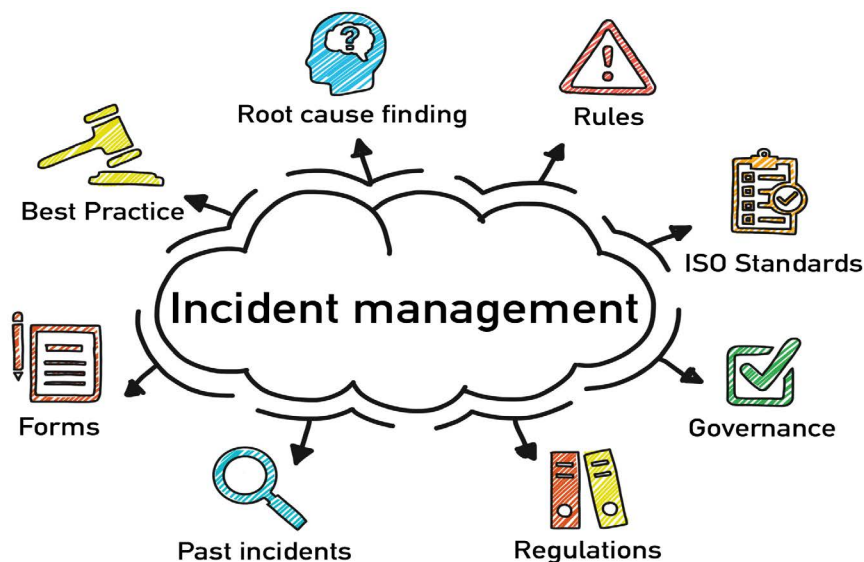 Root cause finding
Rules
Best Practice
ISO Standards
Incident management
Forms
Governance
Past incidents
Regulations